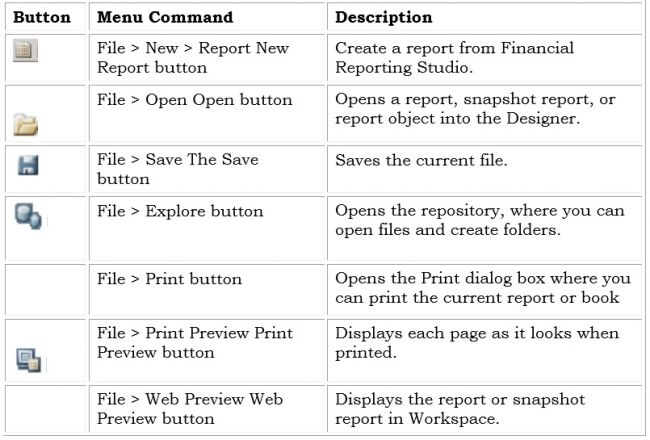 Button Menu Command Description
File > New > Report New Create a report from Financial
Report button Reporting Studio.
File > Open Open button Opens a report, snapshot report, or
report object into the Designer.
File > Save The Save Saves the current file.
button
File > Explore button Opens the repository, where you can
open files and create folders.
File > Print button Opens the Print dialog box where you
can print the current report or book
File > Print Preview Print Displays each page as it looks when
Preview button printed.
File > Web Preview Web Displays the report or snapshot
Preview button report in Workspace.